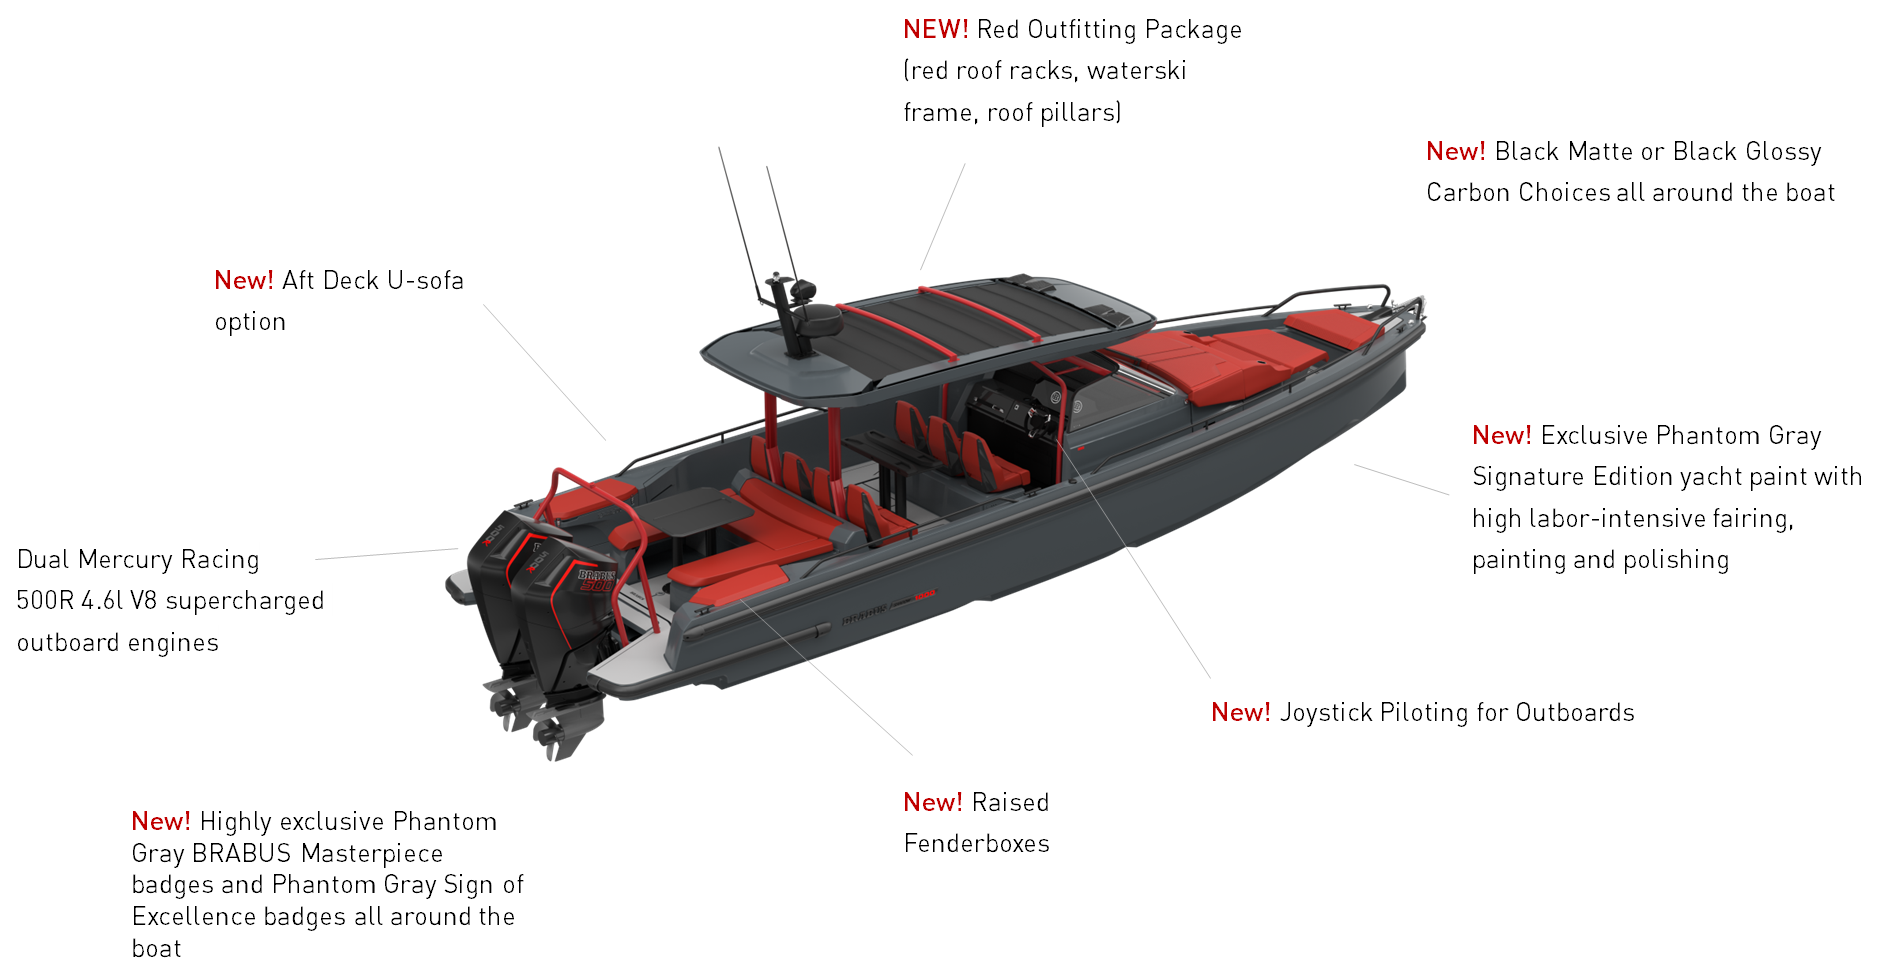 NEW! Red Outfitting Package
(red roof racks, waterski
frame, roof pillars)
New! Black Matte or Black Glossy
Carbon Choices all around the boat
New! Aft Deck U-sofa
option
New! Exclusive Phantom Gray
Signature Edition yacht paint with
high labor-intensive fairing,
painting and polishing
Dual Mercury Racing
500R 4.6l V8 supercharged
outboard engines
500R
500R
BRABUS
500
BRABUS
New! Joystick Piloting for Outboards
New! Raised
Fenderboxes
New! Highly exclusive Phantom
Gray BRABUS Masterpiece
badges and Phantom Gray Sign of
Excellence badges all around the
boat